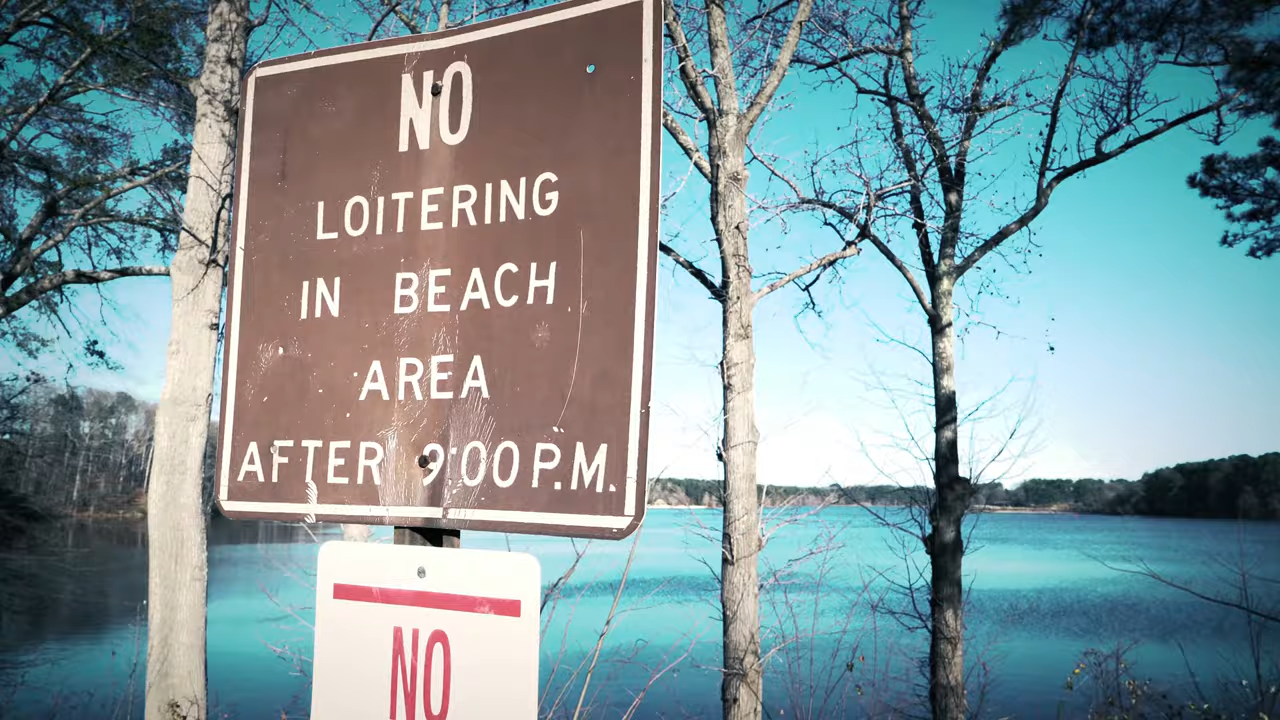 NO
LOITERING
IN BEACH
AREA
AFTER 9:00 P.M.
NO